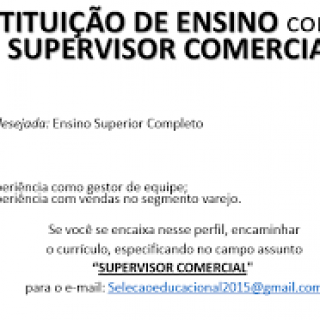 TITUIÇÃO DE ENSINO CO
SUPERVISOR COMERCIA
esejada: Ensino Superior Completo
periência como gestor de equipe;
periência com vendas no segmento varejo.
Se você se encaixa nesse perfil, encaminhar
o currículo, especificando no campo assunto
“SUPERVISOR COMERCIAL"
para o e-mail: Selecaoeducacional2015@gmail.com